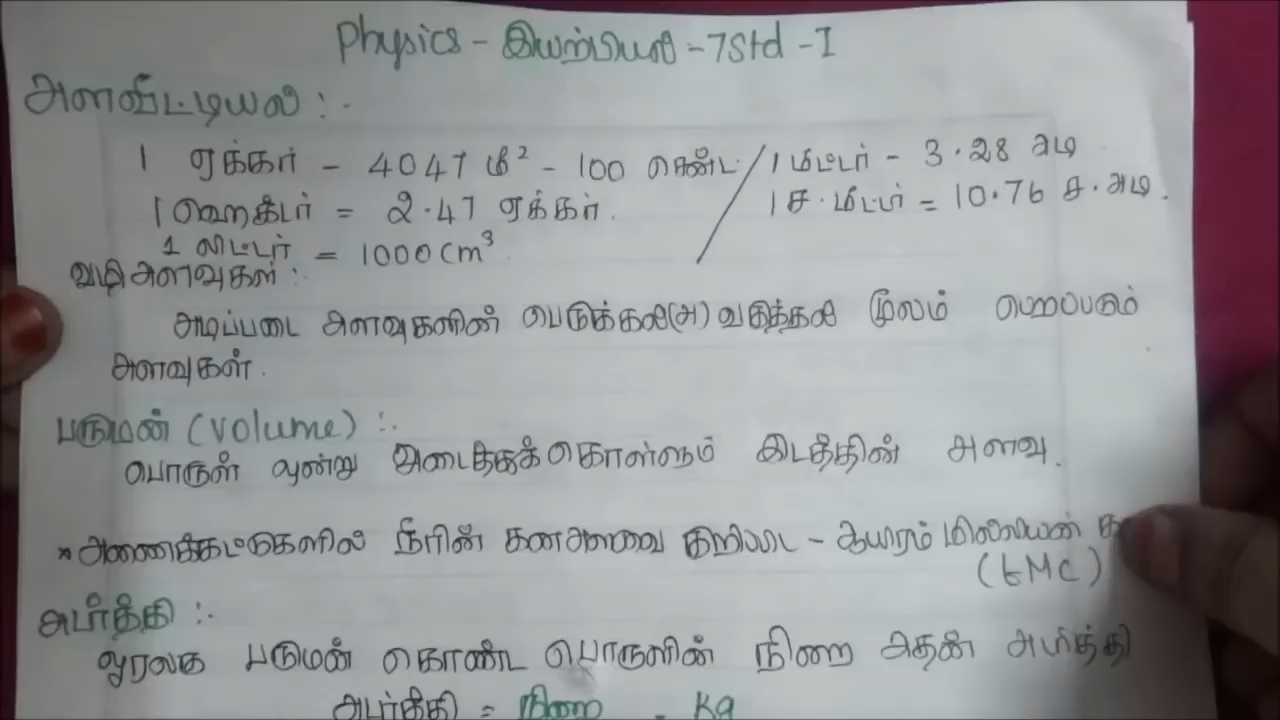 Physics - இயற்பியல் - 7Std - I
அளவீட்டியல் :-
1 ஏக்கர் - 4047 மீ² - 100 சென்ட / 1 மீட்டர் - 3.28 அடி
1 ஹெக்டர் = 2.47 ஏக்கர். / 1 ச.மீட்டர் = 10.76 ச.அடி.
1 லிட்டர் = 1000 cm³
வழி அளவுகள் :
அடிப்படை அளவுகளின் பெருக்கல் (அ) வகுத்தல் மூலம் பெறப்படும்
அளவுகள்.
பருமன் (volume) :-
பொருள் ஒன்று அடைத்துக்கொள்ளும் இடத்தின் அளவு.
* அணைக்கட்டுகளில் நீரின் கனஅளவை குறிப்பிட - ஆயிரம் மில்லியன் க
(tMC)
அடர்த்தி :-
ஓரலகு பருமன் கொண்ட பொருளின் நிறை அதன் அடர்த்தி
அடர்த்தி = நிறை - Kg